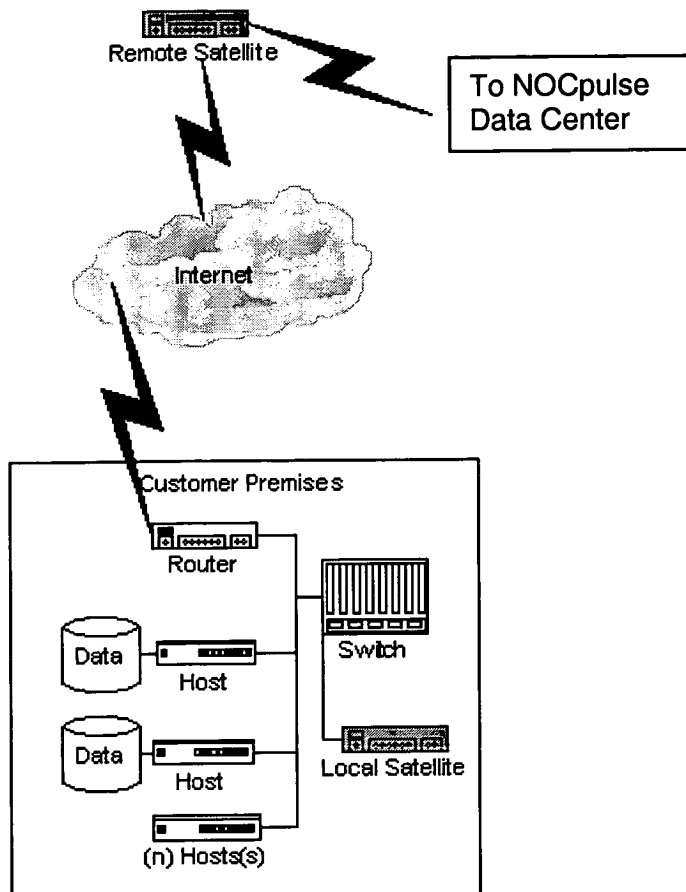 Remote Satellite
To NOCpulse
Data Center
Internet
Customer Premises
Router
Switch
Data
Host
Data
Host
Local Satellite
(n) Hosts(s)